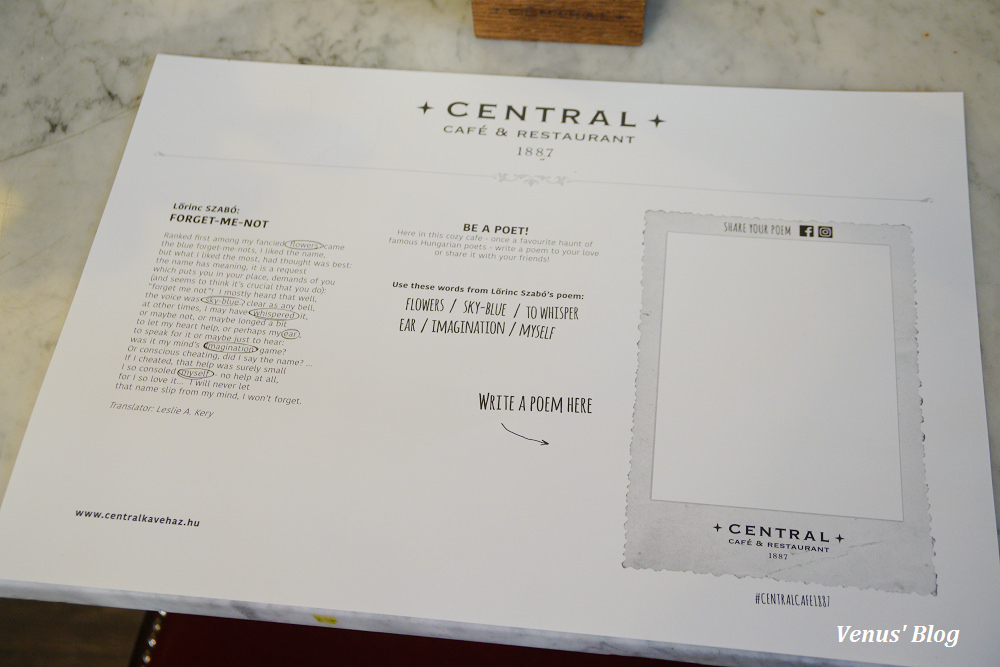 CENTRAL
CENTRAL
CAFÉ & RESTAURANT
1887
Lőrinc SZABÓ:
FORGET-ME-NOT
Ranked first among my fancied flowers came
the blue forget-me-nots, I liked the name,
but what I liked the most, had thought was best:
the name has meaning, it is a request
which puts you in your place, demands of you
(and seems to think it's crucial that you do):
"forget me not"! I mostly heard that well,
the voice was sky-blue, clear as any bell,
at other times, I may have whispered it,
or maybe not, or maybe longed a bit
to let my heart help, or perhaps my ear,
to speak for it or maybe just to hear:
was it my mind's imagination game?
Or conscious cheating, did I say the name? ...
If I cheated, that help was surely small
I so consoled myself - no help at all,
for I so love it... I will never let
that name slip from my mind, I won't forget.
Translator: Leslie A. Kery
www.centralkavehaz.hu
BE A POET!
Here in this cozy cafe - once a favourite haunt of
famous Hungarian poets - write a poem to your love
or share it with your friends!
Use these words from Lőrinc Szabó's poem:
FLOWERS / SKY-BLUE / TO WHISPER
EAR / IMAGINATION / MYSELF
WRITE A POEM HERE
SHARE YOUR POEM
CENTRAL
CAFÉ & RESTAURANT
1887
#CENTRALCAFE1887
Venus' Blog